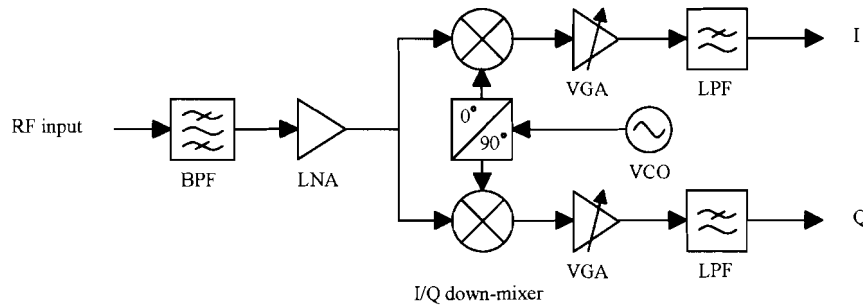 I
VGA
LPF
0°
RF input
90°
BPF
LNA
VCO
Q
VGA
LPF
I/Q down-mixer